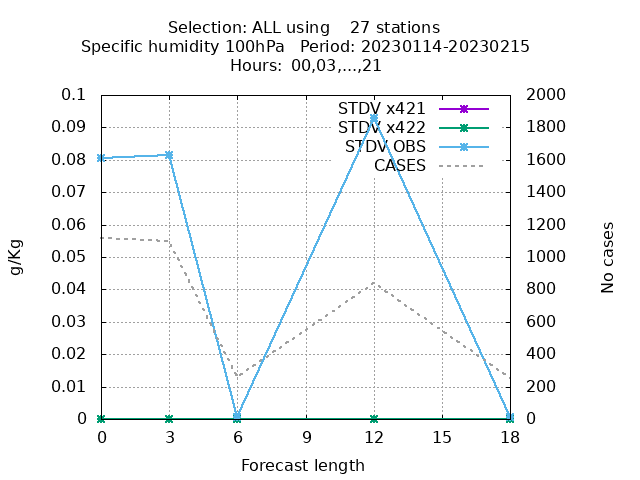 Selection: ALL using 27 stations
Specific humidity 100hPa Period: 20230114-20230215
Hours: 00,03,...,21
STDV x421
STDV x422
STDV OBS
CASES
0.1
0.09
0.08
0.07
0.06
0.05
0.04
0.03
0.02
0.01
0
2000
1800
1600
1400
1200
1000
800
600
400
200
0
g/Kg
No cases
0 3 6 9 12 15 18
Forecast length